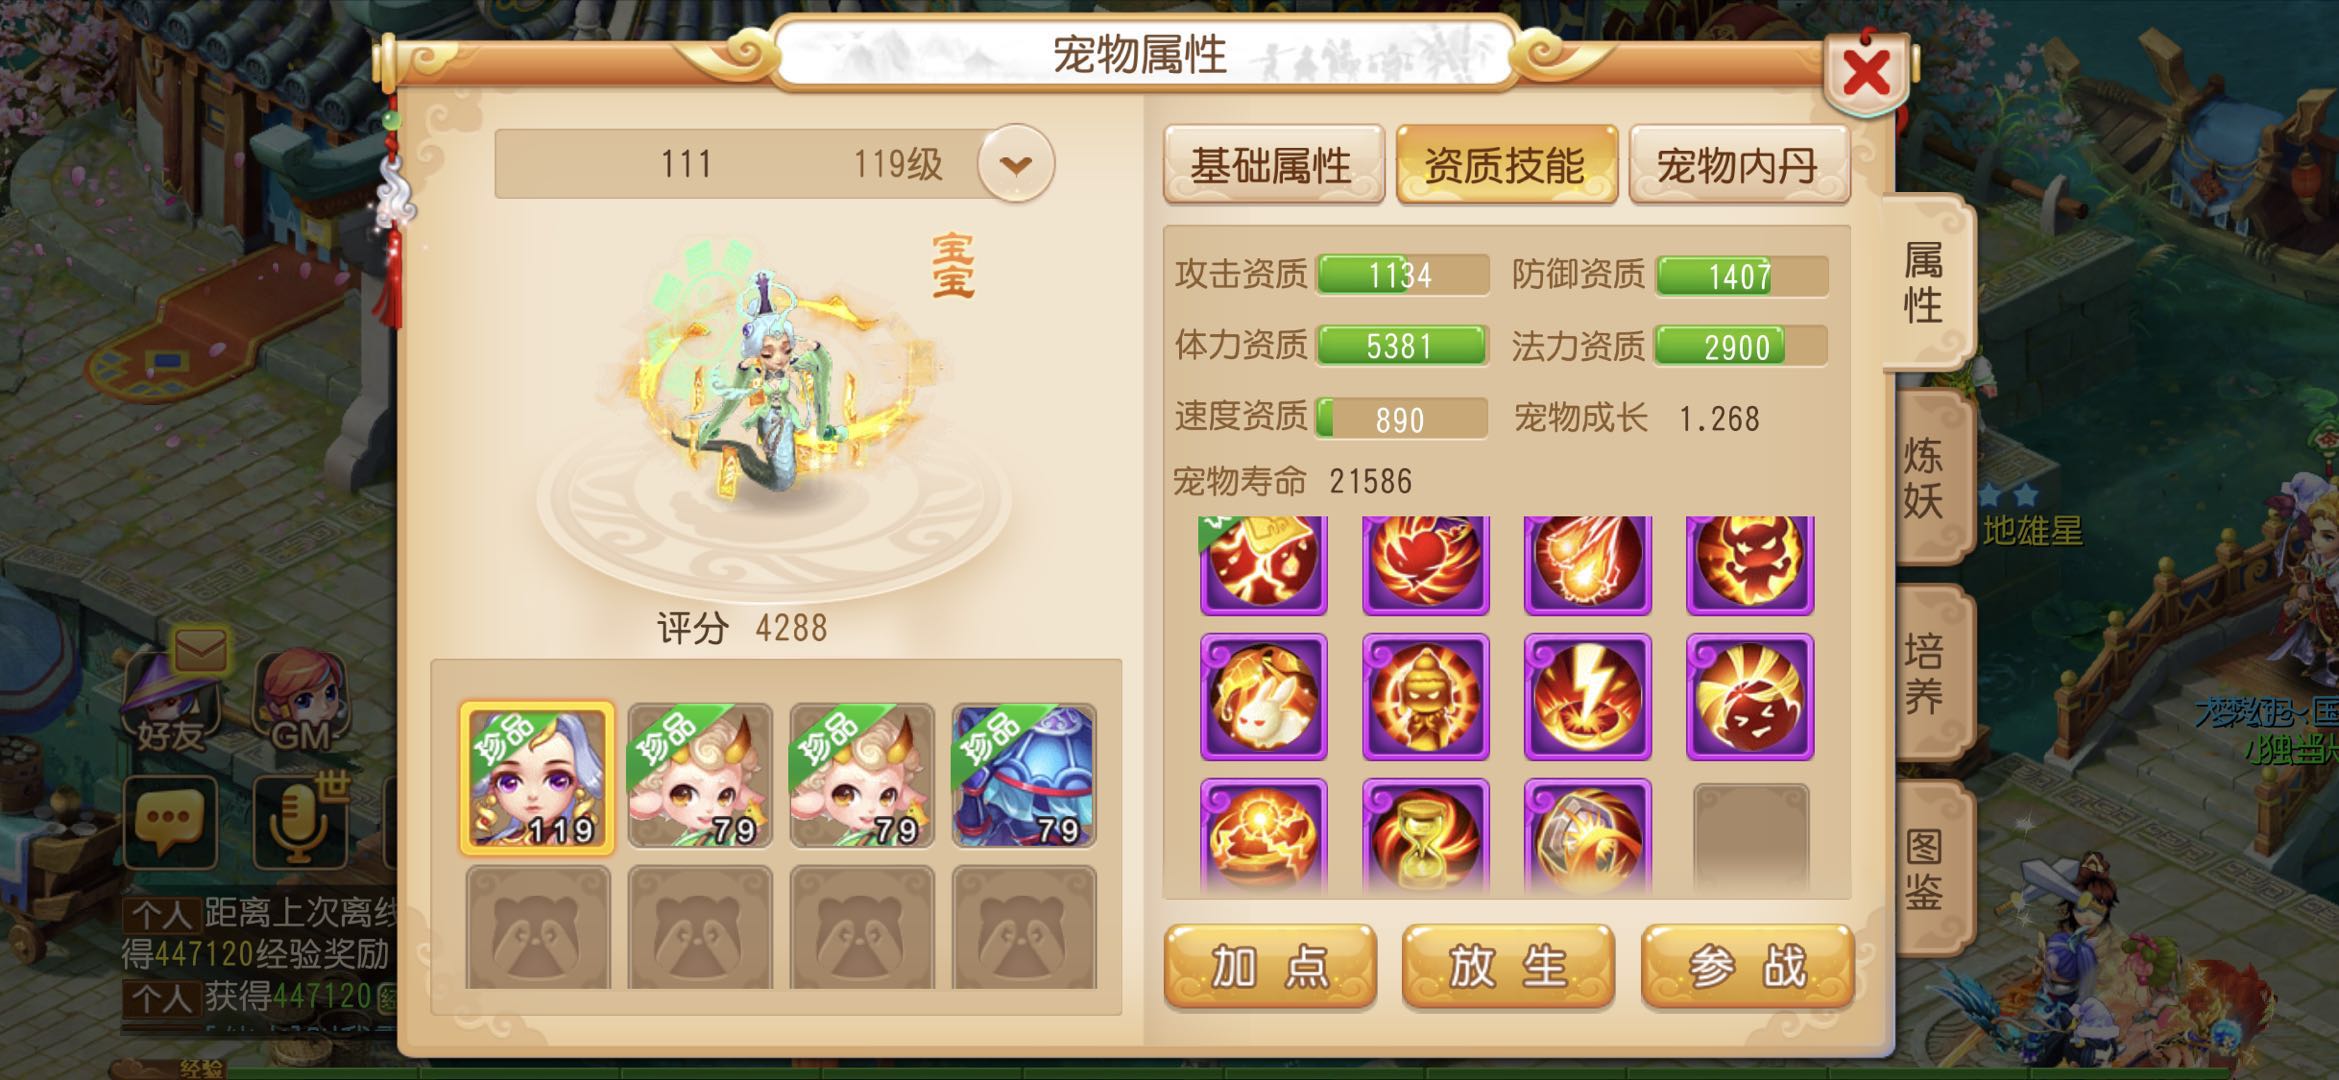 宠物属性
111 119级
宝宝
评分 4288
珍品 119
珍品 79
珍品 79
珍品 79
基础属性 资质技能 宠物内丹
攻击资质 1134 防御资质 1407
体力资质 5381 法力资质 2900
速度资质 890 宠物成长 1.268
宠物寿命 21586
加点 放生 参战
属性
炼妖
培养
图鉴
地雄星
好友
GM
世
个人 距离上次离线
得447120经验奖励
个人 获得447120
经验